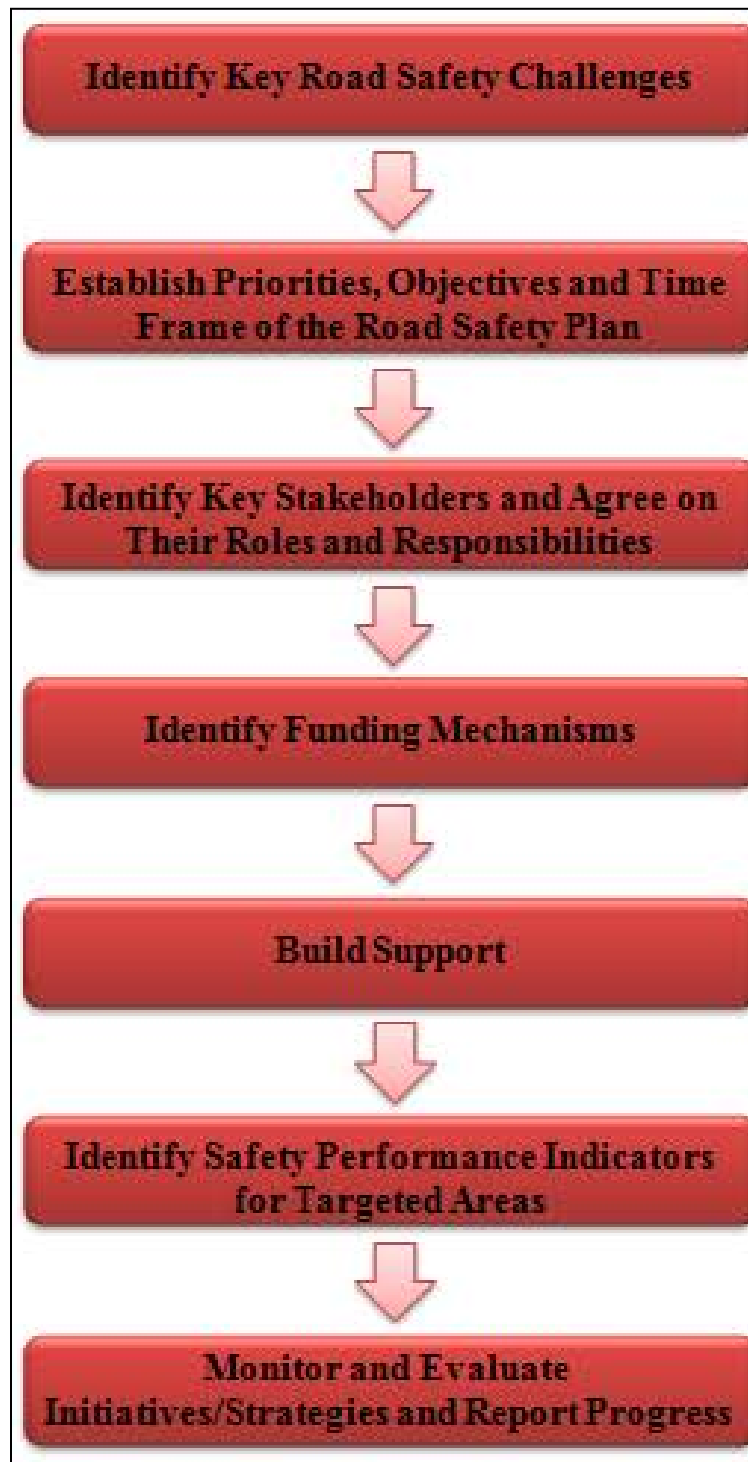 Identify Key Road Safety Challenges
Establish Priorities, Objectives and Time
Frame of the Road Safety Plan
Identify Key Stakeholders and Agree on
Their Roles and Responsibilities
Identify Funding Mechanisms
Build Support
Identify Safety Performance Indicators
for Targeted Areas
Monitor and Evaluate
Initiatives/Strategies and Report Progress